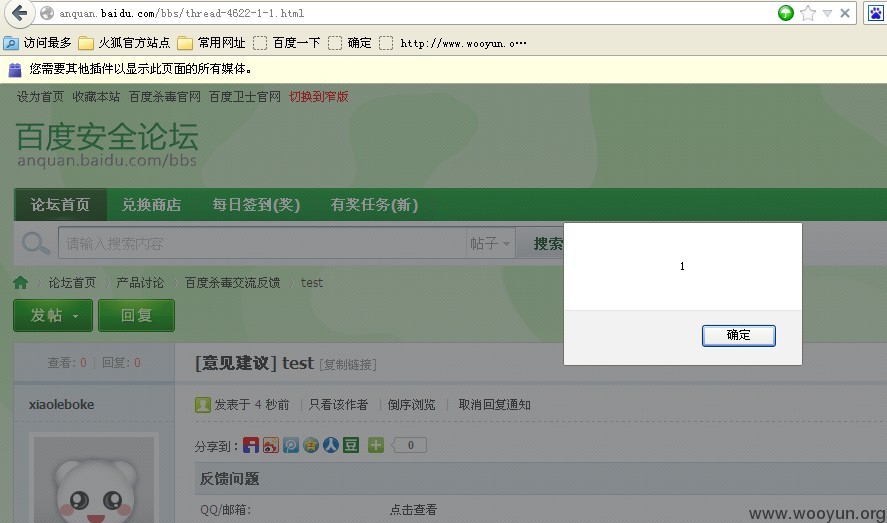 anquan.baidu.com/bbs/thread-4622-1-1.html
访问最多 火狐官方站点 常用网址 百度一下 确定 http://www.wooyun.o…
您需要其他插件以显示此页面的所有媒体。
设为首页 收藏本站 百度杀毒官网 百度卫士官网 切换到窄版
百度安全论坛
anquan.baidu.com/bbs
论坛首页 兑换商店 每日签到(奖) 有奖任务(新)
请输入搜索内容 帖子 搜索
1
确定
论坛首页 产品讨论 百度杀毒交流反馈 test
发帖 回复
查看: 0 | 回复: 0
[意见建议] test [复制链接]
xiaoleboke
发表于 4 秒前 | 只看该作者 | 倒序浏览 | 取消回复通知
分享到: 豆 0
反馈问题
QQ/邮箱: 点击查看
www.wooyun.org